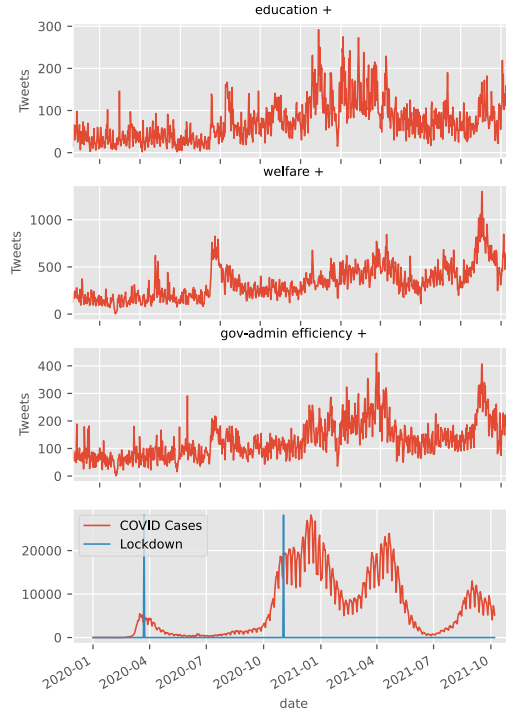 education +
300
200
100
0
Tweets
welfare +
1000
500
0
Tweets
gov-admin efficiency +
400
300
200
100
0
Tweets
COVID Cases
Lockdown
20000
10000
0
2020-01
2020-04
2020-07
2020-10
2021-01
2021-04
2021-07
2021-10
date